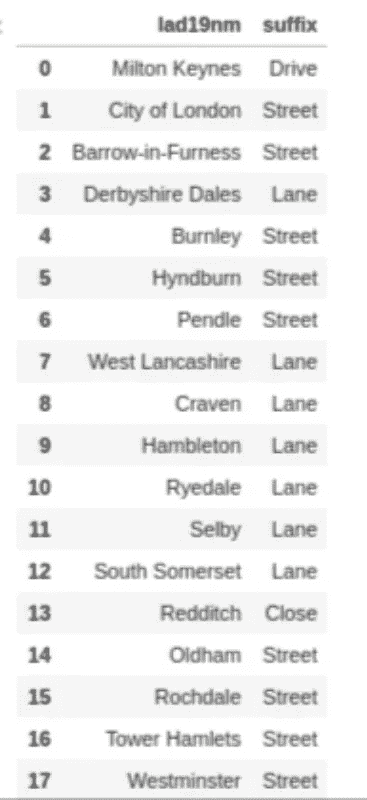 lad19nm suffix
0 Milton Keynes Drive
1 City of London Street
2 Barrow-in-Furness Street
3 Derbyshire Dales Lane
4 Burnley Street
5 Hyndburn Street
6 Pendle Street
7 West Lancashire Lane
8 Craven Lane
9 Hambleton Lane
10 Ryedale Lane
11 Selby Lane
12 South Somerset Lane
13 Redditch Close
14 Oldham Street
15 Rochdale Street
16 Tower Hamlets Street
17 Westminster Street